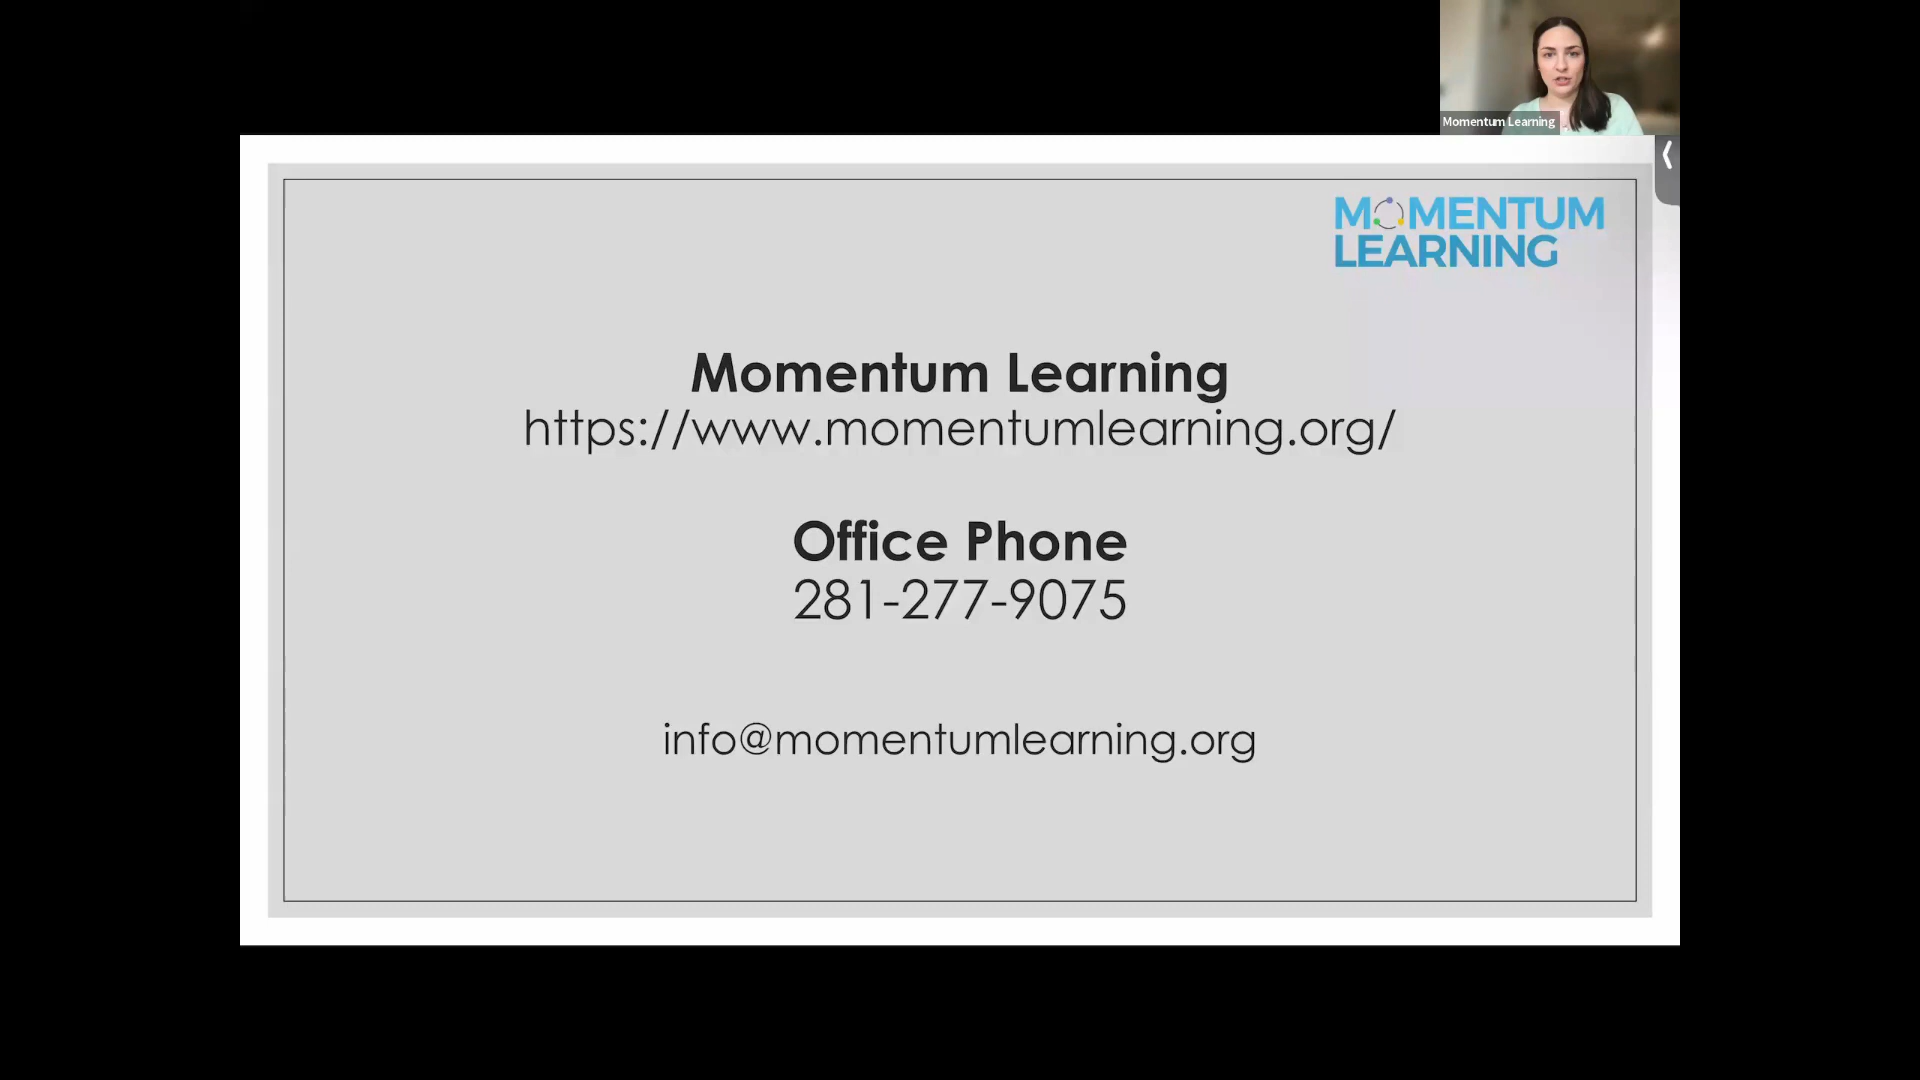 Momentum Learning
MOMENTUM
LEARNING
Momentum Learning
https://www.momentumlearning.org/
Office Phone
281-277-9075
info@momentumlearning.org